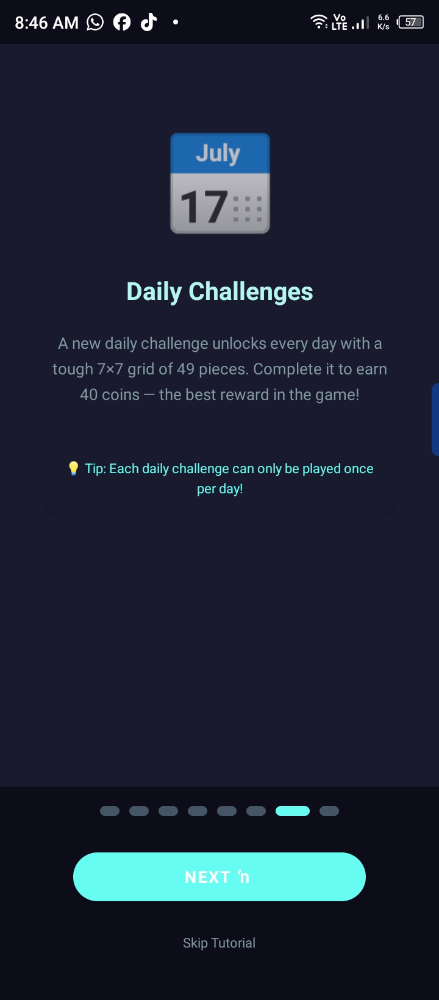 8:46 AM
Vo LTE
6.6 K/s
57
July
17
Daily Challenges
A new daily challenge unlocks every day with a
tough 7×7 grid of 49 pieces. Complete it to earn
40 coins — the best reward in the game!
💡 Tip: Each daily challenge can only be played once
per day!
NEXT ŉ
Skip Tutorial